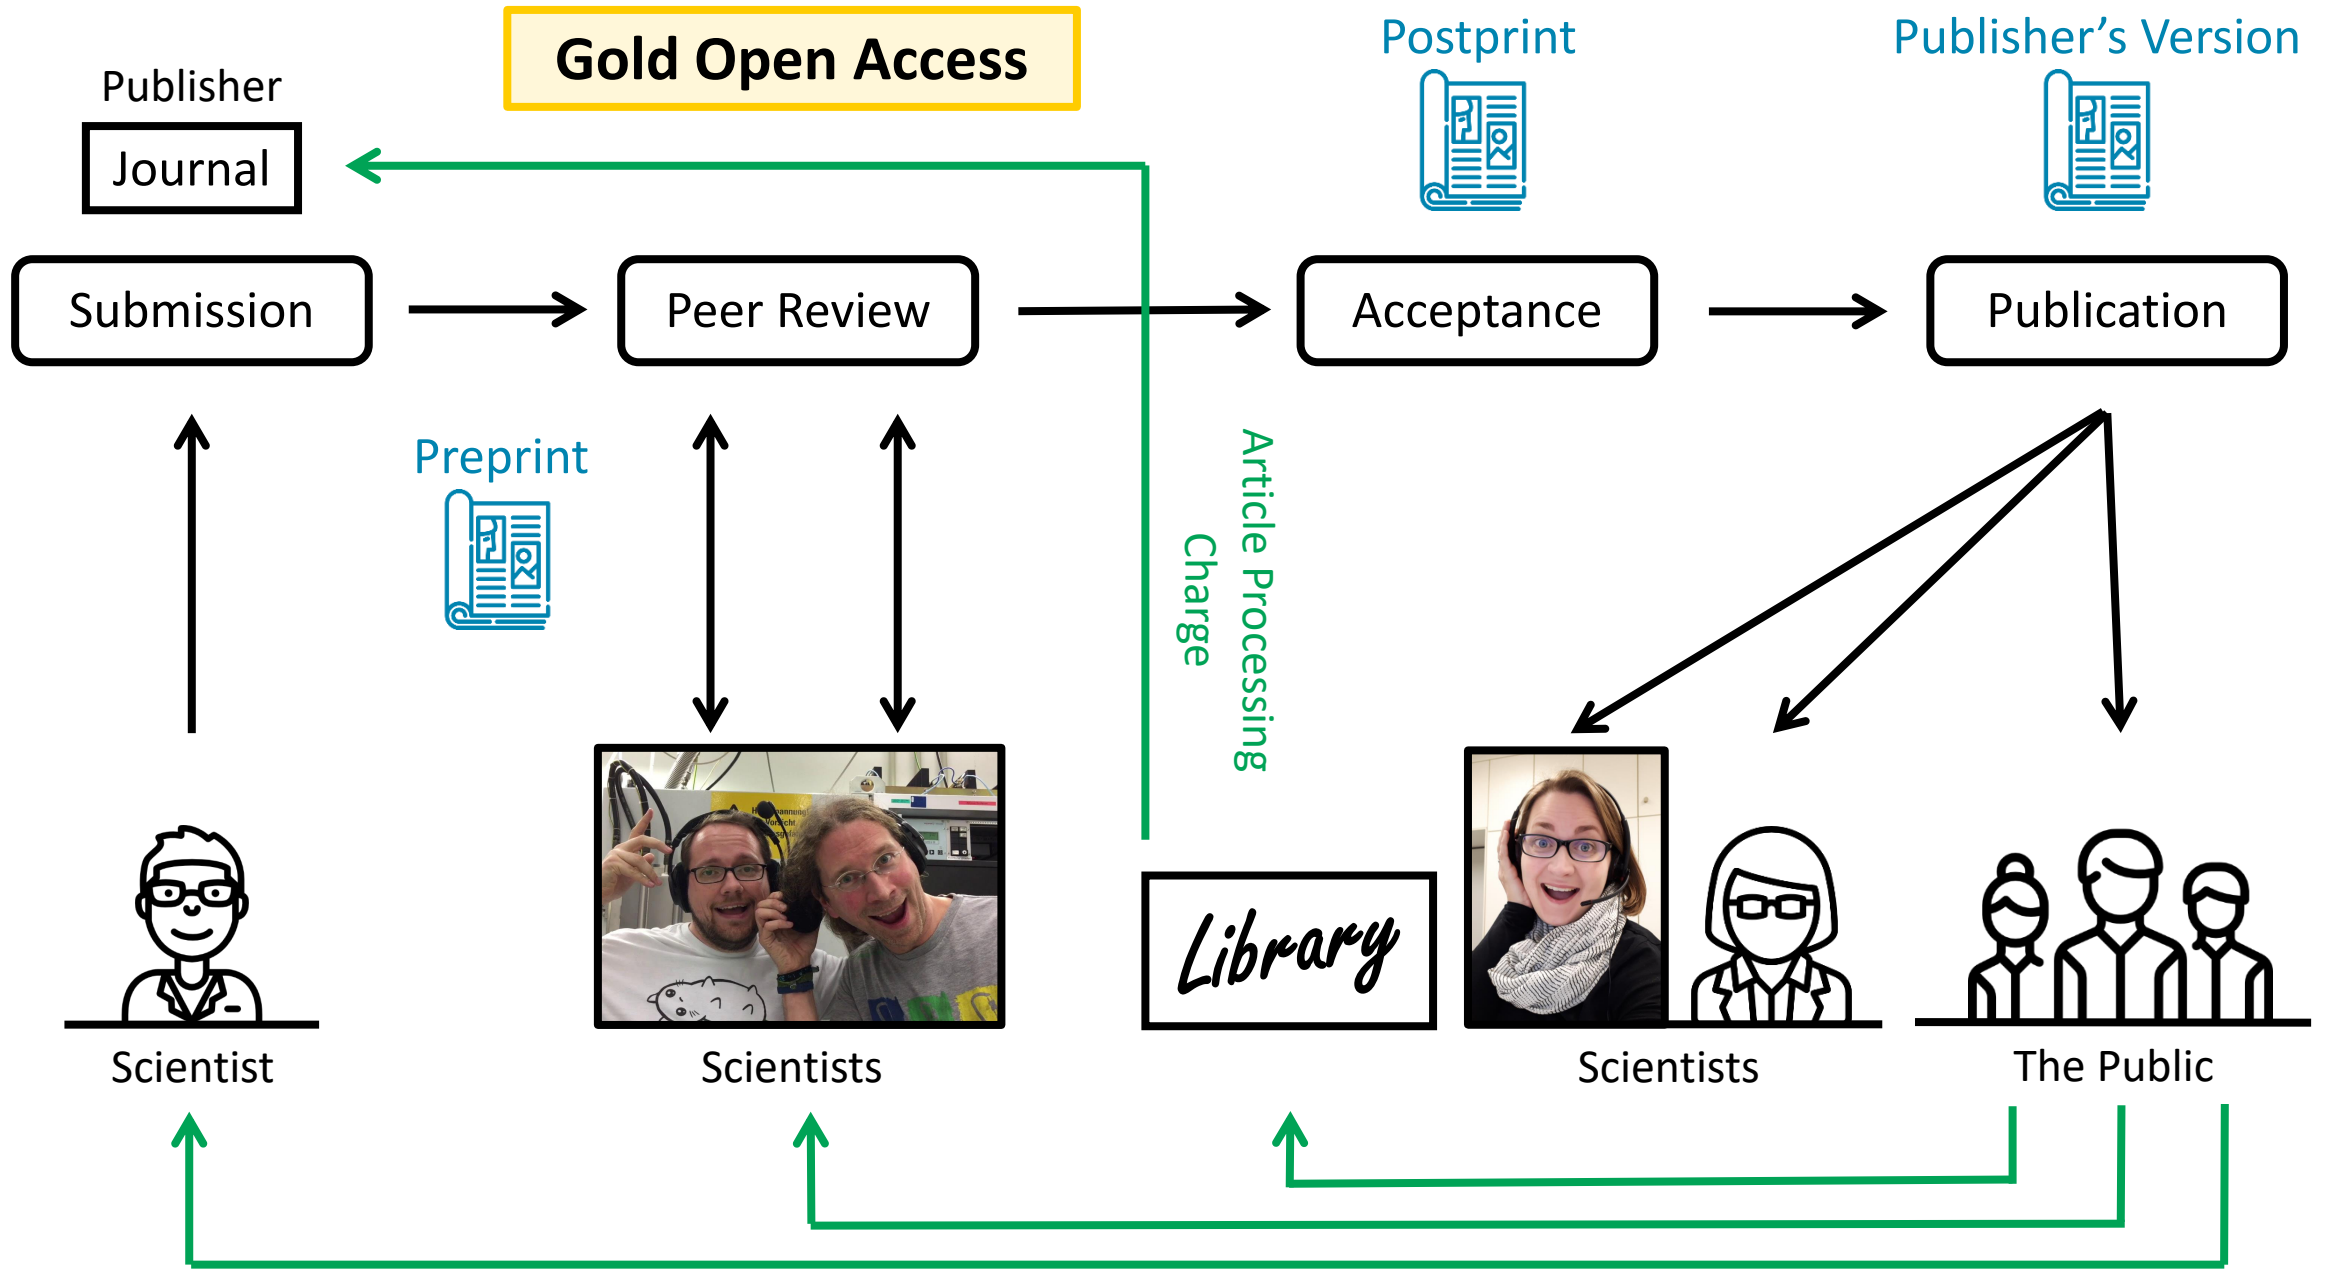 Gold Open Access
Postprint
Publisher’s Version
Publisher
Journal
Submission
Peer Review
Acceptance
Publication
Preprint
Article Processing
Charge
Vorsicht
Library
Scientist
Scientists
Scientists
The Public